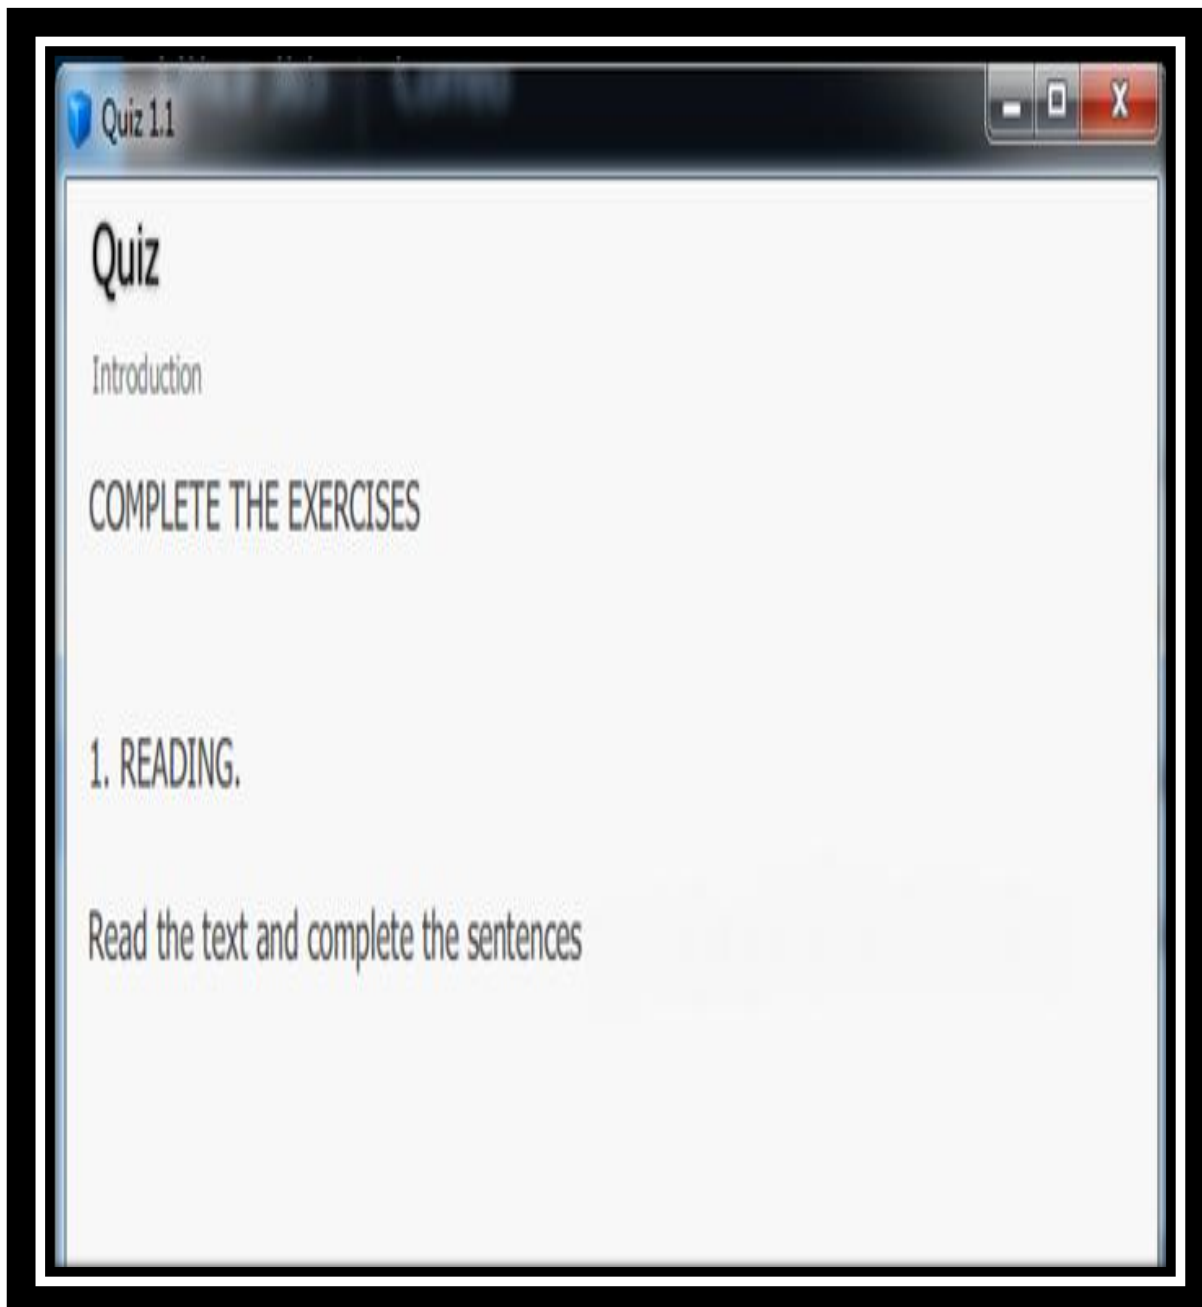 Quiz 1.1
Quiz
Introduction
COMPLETE THE EXERCISES
1. READING.
Read the text and complete the sentences